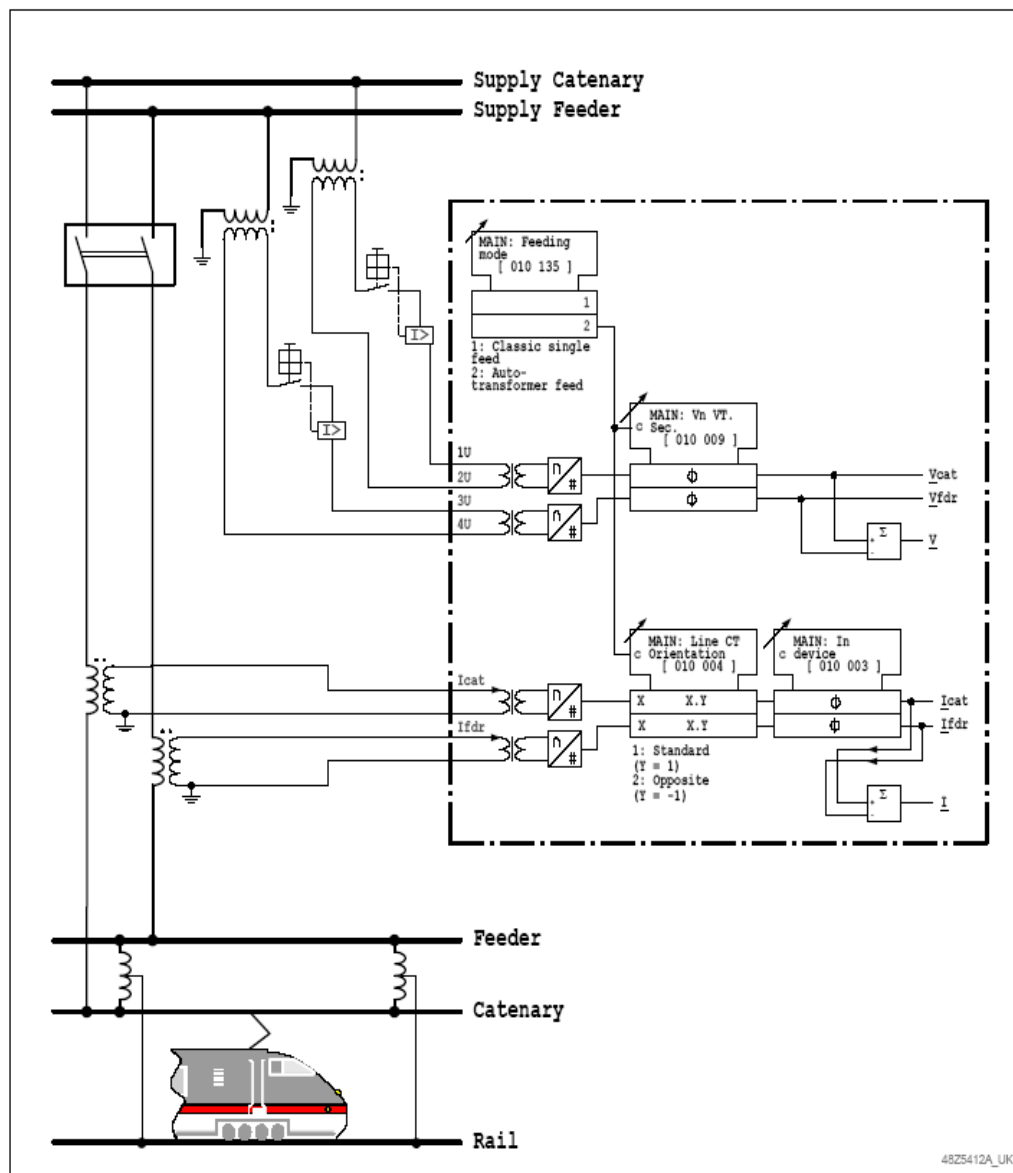 Supply Catenary
Supply Feeder
MAIN: Feeding
mode
[ 010 135 ]
1
2
1: Classic single
feed
2: Auto-
transformer feed
I>
I>
MAIN: Vn VT.
C Sec.
[ 010 009 ]
1U
2U
3U
4U
n
#
n
#
ϕ
ϕ
Vcat
Vfdr
Σ
+
-
V
MAIN: Line CT
C Orientation
[ 010 004 ]
MAIN: In
C device
[ 010 003 ]
Icat
Ifdr
n
#
n
#
X X.Y
X X.Y
ϕ
ϕ
Icat
Ifdr
1: Standard
(Y = 1)
2: Opposite
(Y = -1)
Σ
+
-
I
Feeder
Catenary
Rail
48Z5412A_UK